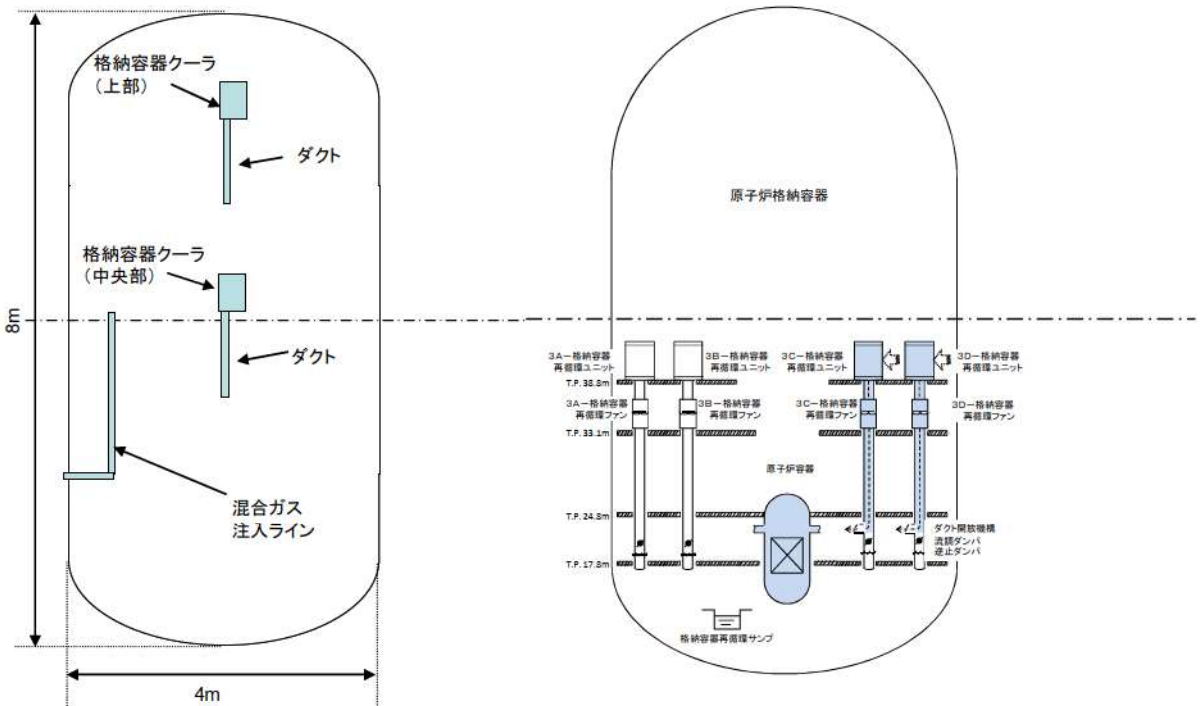 格納容器クーラ
(上部)
ダクト
格納容器クーラ
(中央部)
ダクト
8m
混合ガス
注入ライン
4m
原子炉格納容器
3A-格納容器
再循環ユニット
3B-格納容器
再循環ユニット
3C-格納容器
再循環ユニット
3D-格納容器
再循環ユニット
T.P. 38.8m
3A-格納容器
再循環ファン
3B-格納容器
再循環ファン
3C-格納容器
再循環ファン
3D-格納容器
再循環ファン
T.P. 33.1m
原子炉容器
T.P. 24.8m
ダクト開放機構
流調ダンパ
逆止ダンパ
T.P. 17.8m
格納容器再循環サンプ